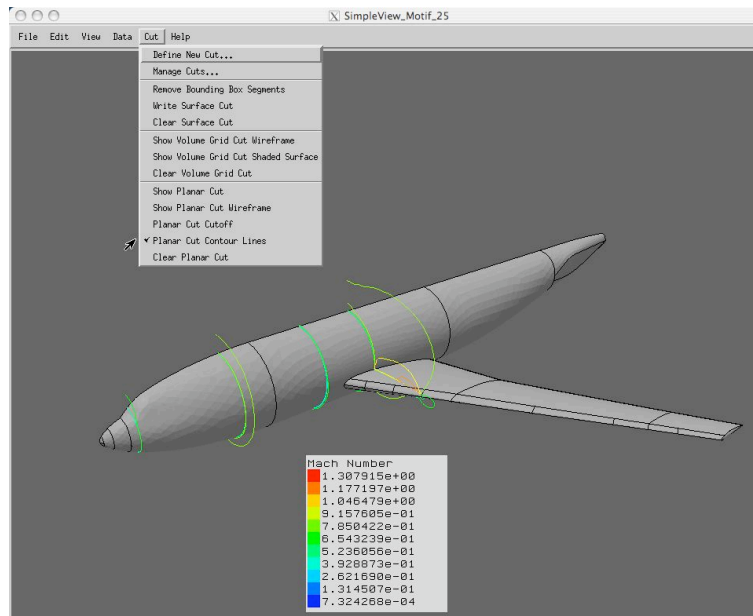 X SimpleView_Motif_25
File Edit View Data Cut Help
Define New Cut...
Manage Cuts...
Remove Bounding Box Segments
Write Surface Cut
Clear Surface Cut
Show Volume Grid Cut Wireframe
Show Volume Grid Cut Shaded Surface
Clear Volume Grid Cut
Show Planar Cut
Show Planar Cut Wireframe
Planar Cut Cutoff
Planar Cut Contour Lines
Clear Planar Cut
Mach Number
1.307915e+00
1.177197e+00
1.046479e+00
9.157605e-01
7.850422e-01
6.543239e-01
5.236056e-01
3.928873e-01
2.621690e-01
1.314507e-01
7.324268e-04